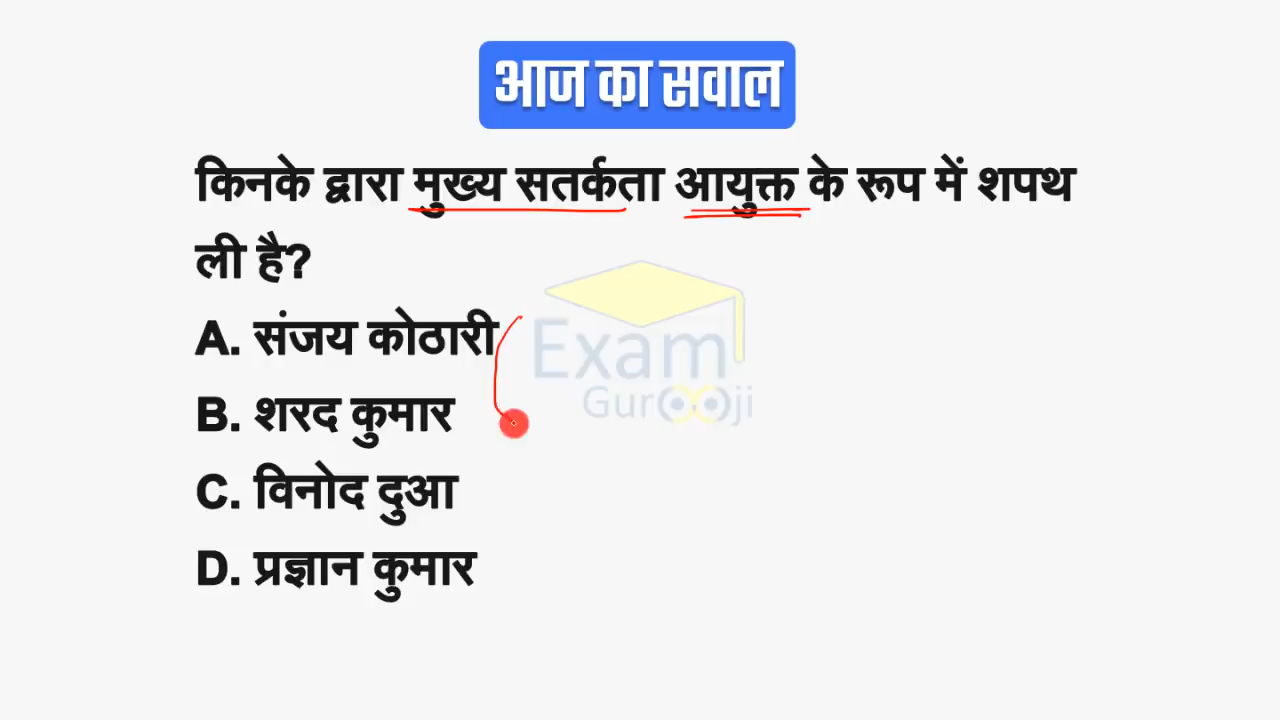 आज का सवाल
किनके द्वारा मुख्य सतर्कता आयुक्त के रूप में शपथ
ली है?
A. संजय कोठारी
B. शरद कुमार
C. विनोद दुआ
D. प्रज्ञान कुमार
Exam
Gurooji